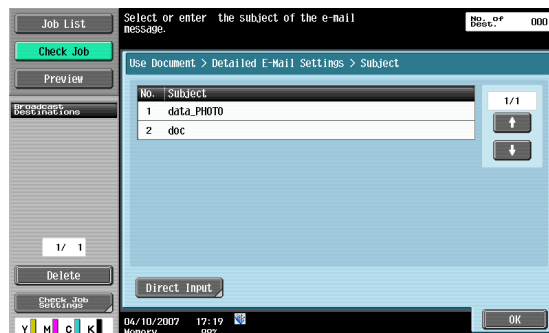 Job List
Check Job
Preview
Broadcast
Destinations
1/ 1
Delete
Check Job
Settings
Y M C K
Select or enter the subject of the e-mail
message.
No. of
Dest.
000
Use Document > Detailed E-Mail Settings > Subject
No. Subject
1 data_PHOTO
2 doc
1/1
Direct Input
04/10/2007 17:19
Memory 99%
OK